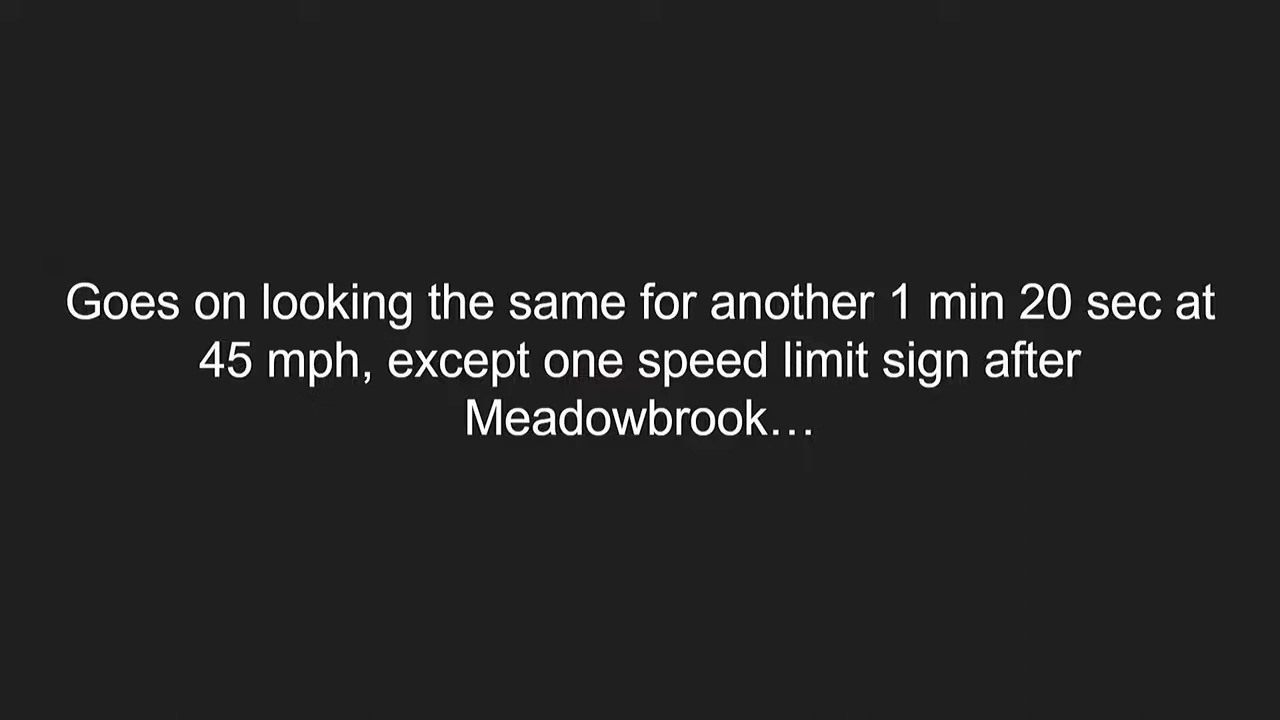 Goes on looking the same for another 1 min 20 sec at
45 mph, except one speed limit sign after
Meadowbrook…